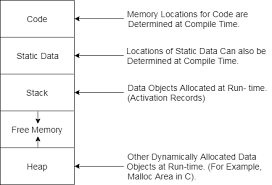 Code
Memory Locations for Code are
Determined at Compile Time.
Static Data
Locations of Static Data Can also be
Determined at Compile Time.
Stack
Data Objects Allocated at Run- time.
(Activation Records)
Free Memory
Heap
Other Dynamically Allocated Data
Objects at Run-time. (For Example,
Malloc Area in C).